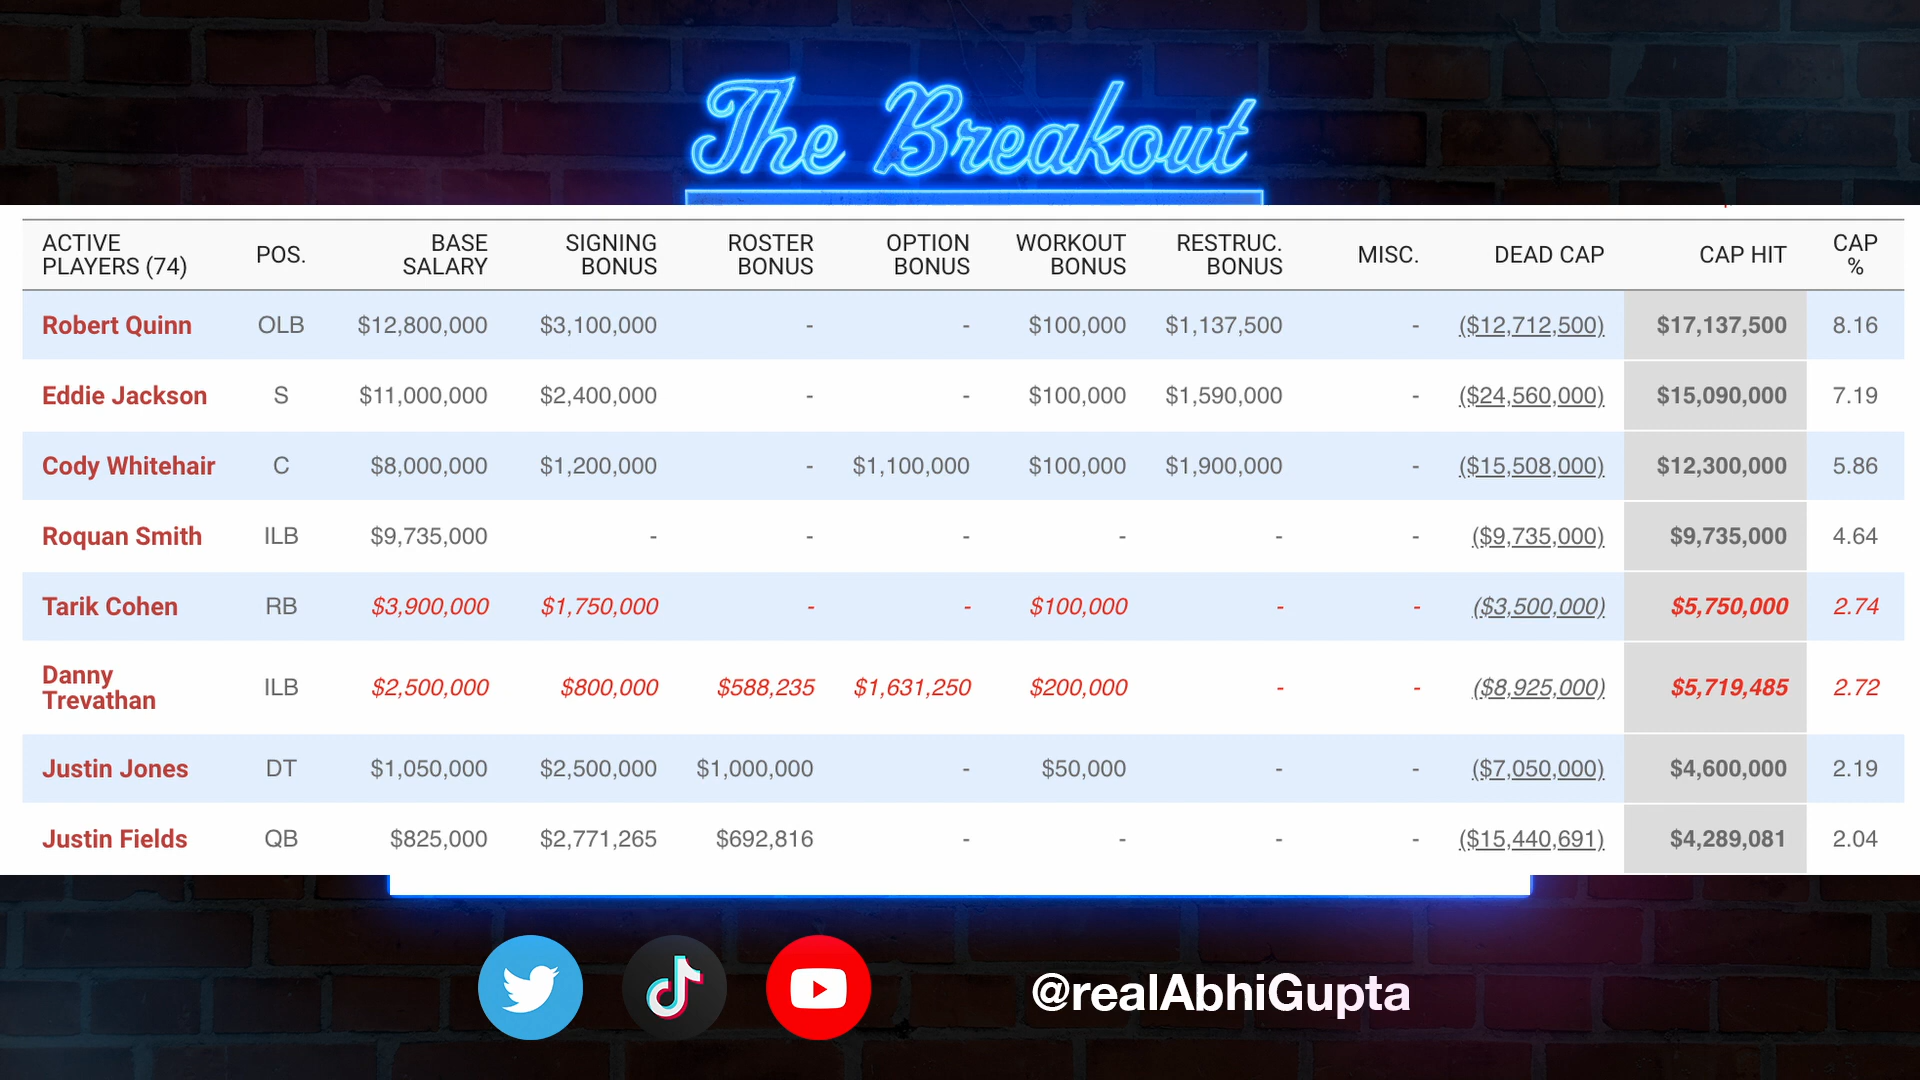 The Breakout
ACTIVE PLAYERS (74) POS. BASE SALARY SIGNING BONUS ROSTER BONUS OPTION BONUS WORKOUT BONUS RESTRUC. BONUS MISC. DEAD CAP CAP HIT CAP %
Robert Quinn OLB $12,800,000 $3,100,000 - - $100,000 $1,137,500 - ($12,712,500) $17,137,500 8.16
Eddie Jackson S $11,000,000 $2,400,000 - - $100,000 $1,590,000 - ($24,560,000) $15,090,000 7.19
Cody Whitehair C $8,000,000 $1,200,000 - $1,100,000 $100,000 $1,900,000 - ($15,508,000) $12,300,000 5.86
Roquan Smith ILB $9,735,000 - - - - - - ($9,735,000) $9,735,000 4.64
Tarik Cohen RB $3,900,000 $1,750,000 - - $100,000 - - ($3,500,000) $5,750,000 2.74
Danny Trevathan ILB $2,500,000 $800,000 $588,235 $1,631,250 $200,000 - - ($8,925,000) $5,719,485 2.72
Justin Jones DT $1,050,000 $2,500,000 $1,000,000 - $50,000 - - ($7,050,000) $4,600,000 2.19
Justin Fields QB $825,000 $2,771,265 $692,816 - - - - ($15,440,691) $4,289,081 2.04
@realAbhiGupta